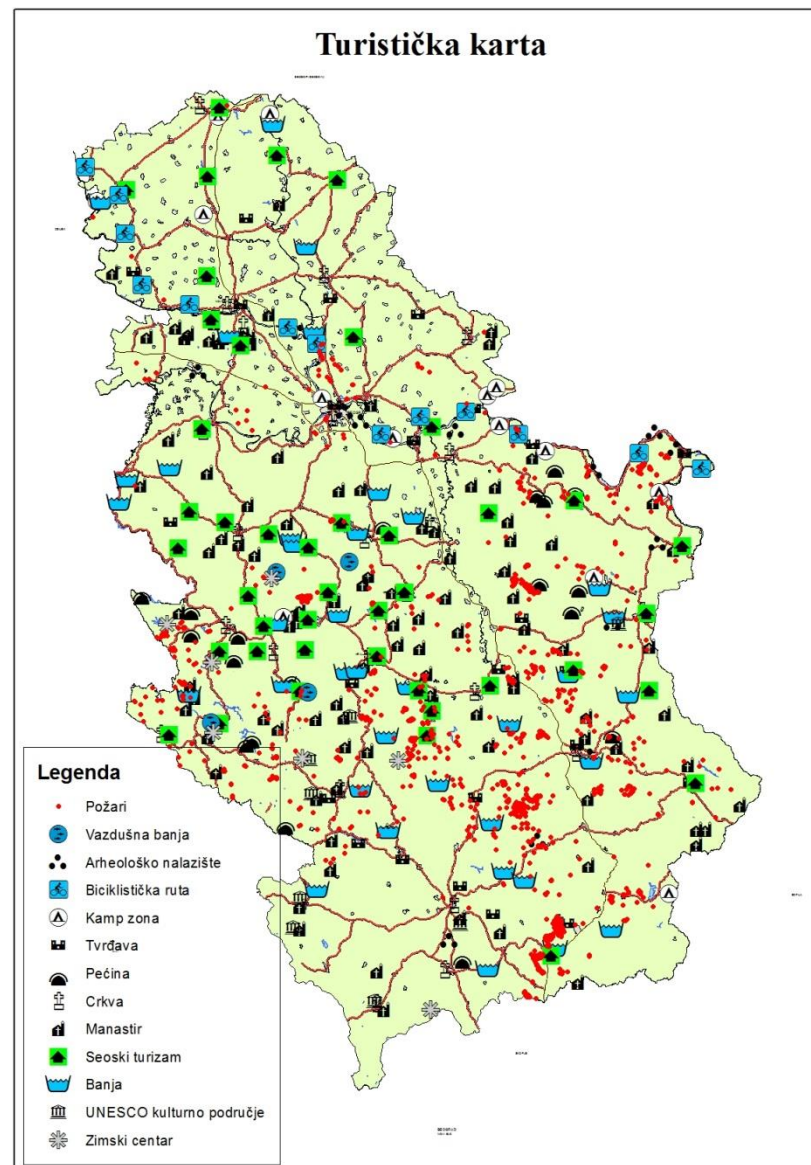 Turistička karta
Legenda
Požari
Vazdušna banja
Arheološko nalazište
Biciklistička ruta
Kamp zona
Tvrđava
Pećina
Crkva
Manastir
Seoski turizam
Banja
UNESCO kulturno područje
Zimski centar